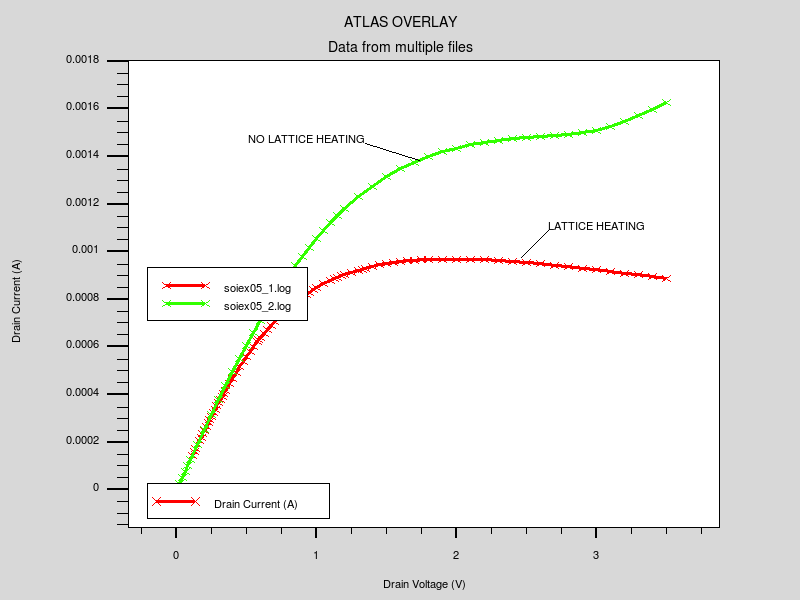 ATLAS OVERLAY
Data from multiple files
0.0018
0.0016
0.0014
0.0012
0.001
0.0008
0.0006
0.0004
0.0002
0
Drain Current (A)
NO LATTICE HEATING
LATTICE HEATING
soiex05_1.log
soiex05_2.log
Drain Current (A)
0 1 2 3
Drain Voltage (V)